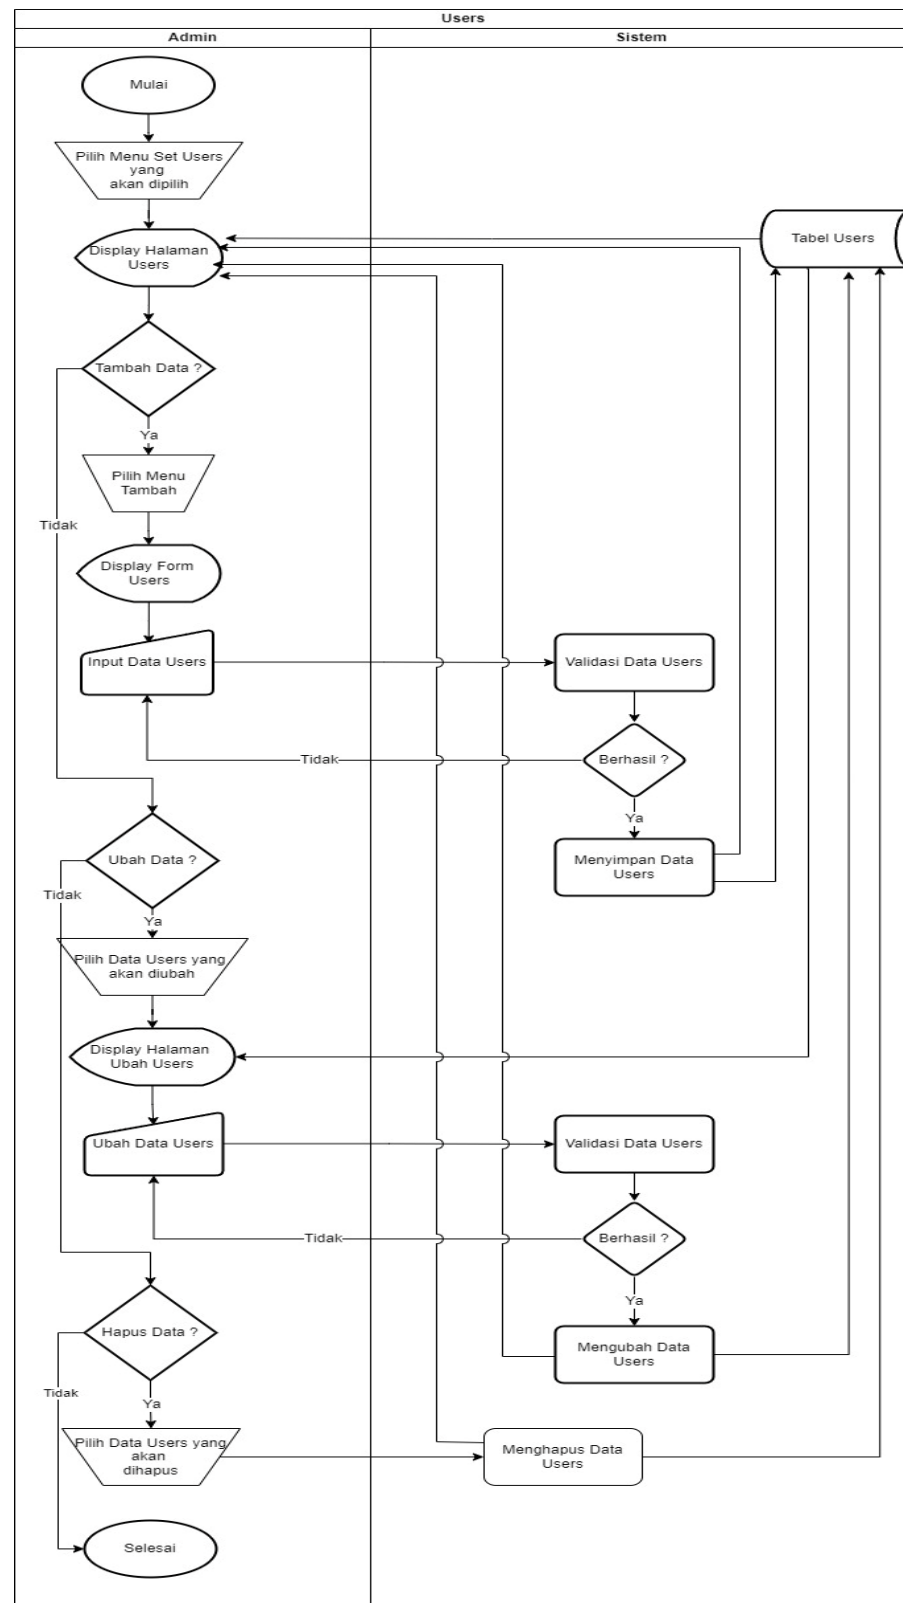 Users
Admin
Sistem
Mulai
Pilih Menu Set Users
yang
akan dipilih
Display Halaman
Users
Tabel Users
Tambah Data ?
Ya
Pilih Menu
Tambah
Tidak
Display Form
Users
Input Data Users
Validasi Data Users
Tidak
Berhasil ?
Ya
Menyimpan Data
Users
Ubah Data ?
Tidak
Ya
Pilih Data Users yang
akan diubah
Display Halaman
Ubah Users
Ubah Data Users
Validasi Data Users
Tidak
Berhasil ?
Ya
Mengubah Data
Users
Hapus Data ?
Tidak
Ya
Pilih Data Users yang
akan
dihapus
Menghapus Data
Users
Selesai